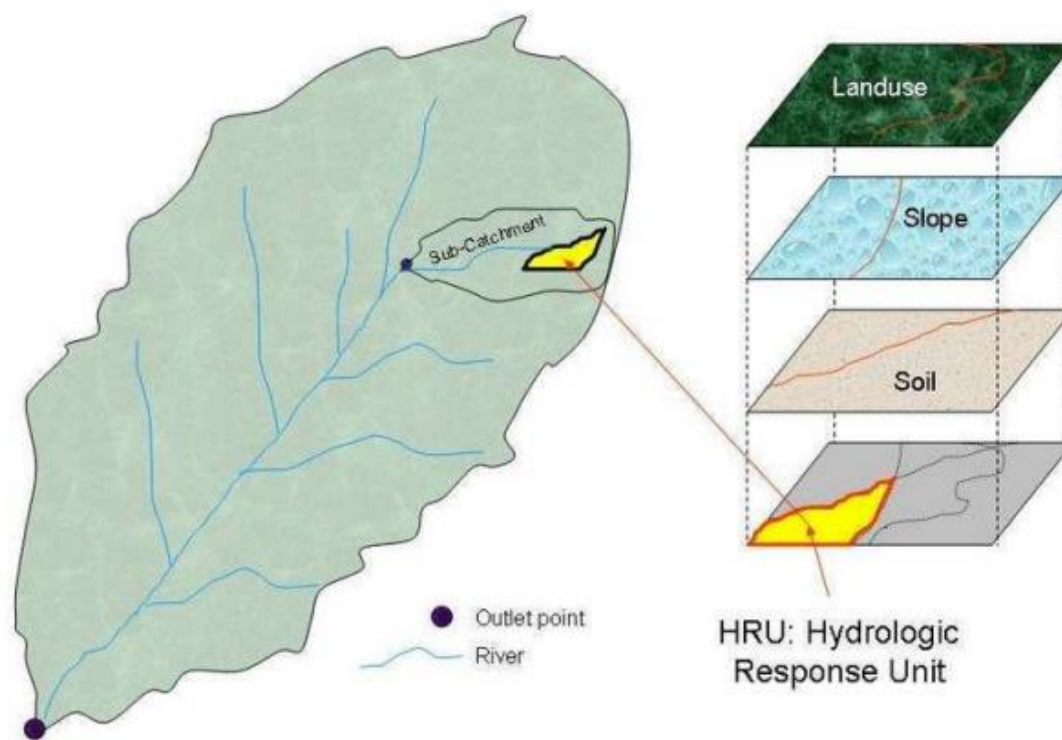 Landuse
Slope
Sub-Catchment
Soil
Outlet point
River
HRU: Hydrologic
Response Unit